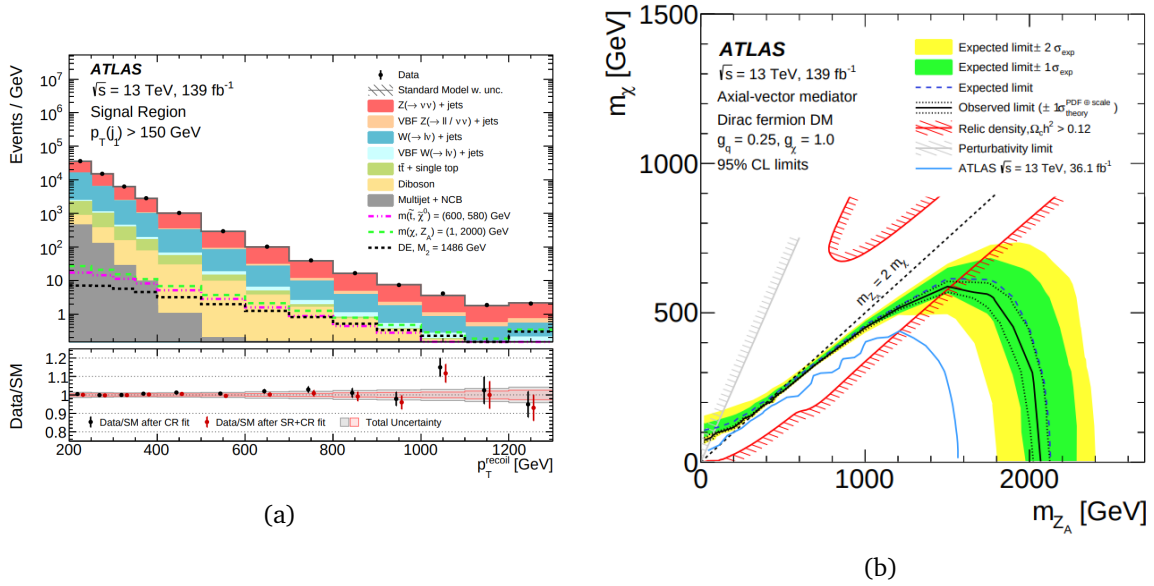 Events / GeV
10⁷
10⁶
10⁵
10⁴
10³
10²
10
1
ATLAS
√s = 13 TeV, 139 fb⁻¹
Signal Region
p_T(j_1) > 150 GeV
Data
Standard Model w. unc.
Z(→ νν) + jets
VBF Z(→ ll / νν) + jets
W(→ lν) + jets
VBF W(→ lν) + jets
tt̄ + single top
Diboson
Multijet + NCB
m(t̃, χ̃⁰) = (600, 580) GeV
m(χ, Z_A) = (1, 2000) GeV
DE, M_2 = 1486 GeV
Data/SM
1.2
1.1
1.0
0.9
0.8
Data/SM after CR fit
Data/SM after SR+CR fit
Total Uncertainty
200 400 600 800 1000 1200
p_T^recoil [GeV]
(a)
m_χ [GeV]
1500
1000
500
0
ATLAS
√s = 13 TeV, 139 fb⁻¹
Axial-vector mediator
Dirac fermion DM
g_q = 0.25, g_χ = 1.0
95% CL limits
Expected limit ± 2 σ_exp
Expected limit ± 1σ_exp
Expected limit
Observed limit (± 1σ_theory^PDF ⊕ scale)
Relic density, Ω_c h² > 0.12
Perturbativity limit
ATLAS √s = 13 TeV, 36.1 fb⁻¹
m_Z_A = 2 m_χ
0 1000 2000
m_Z_A [GeV]
(b)